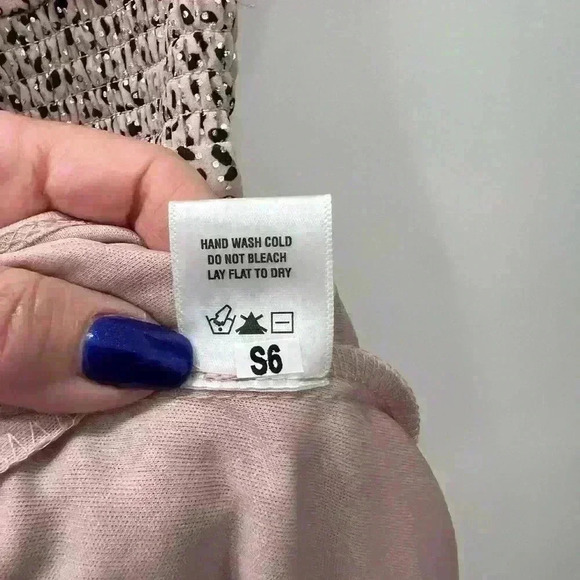 HAND WASH COLD
DO NOT BLEACH
LAY FLAT TO DRY
S6